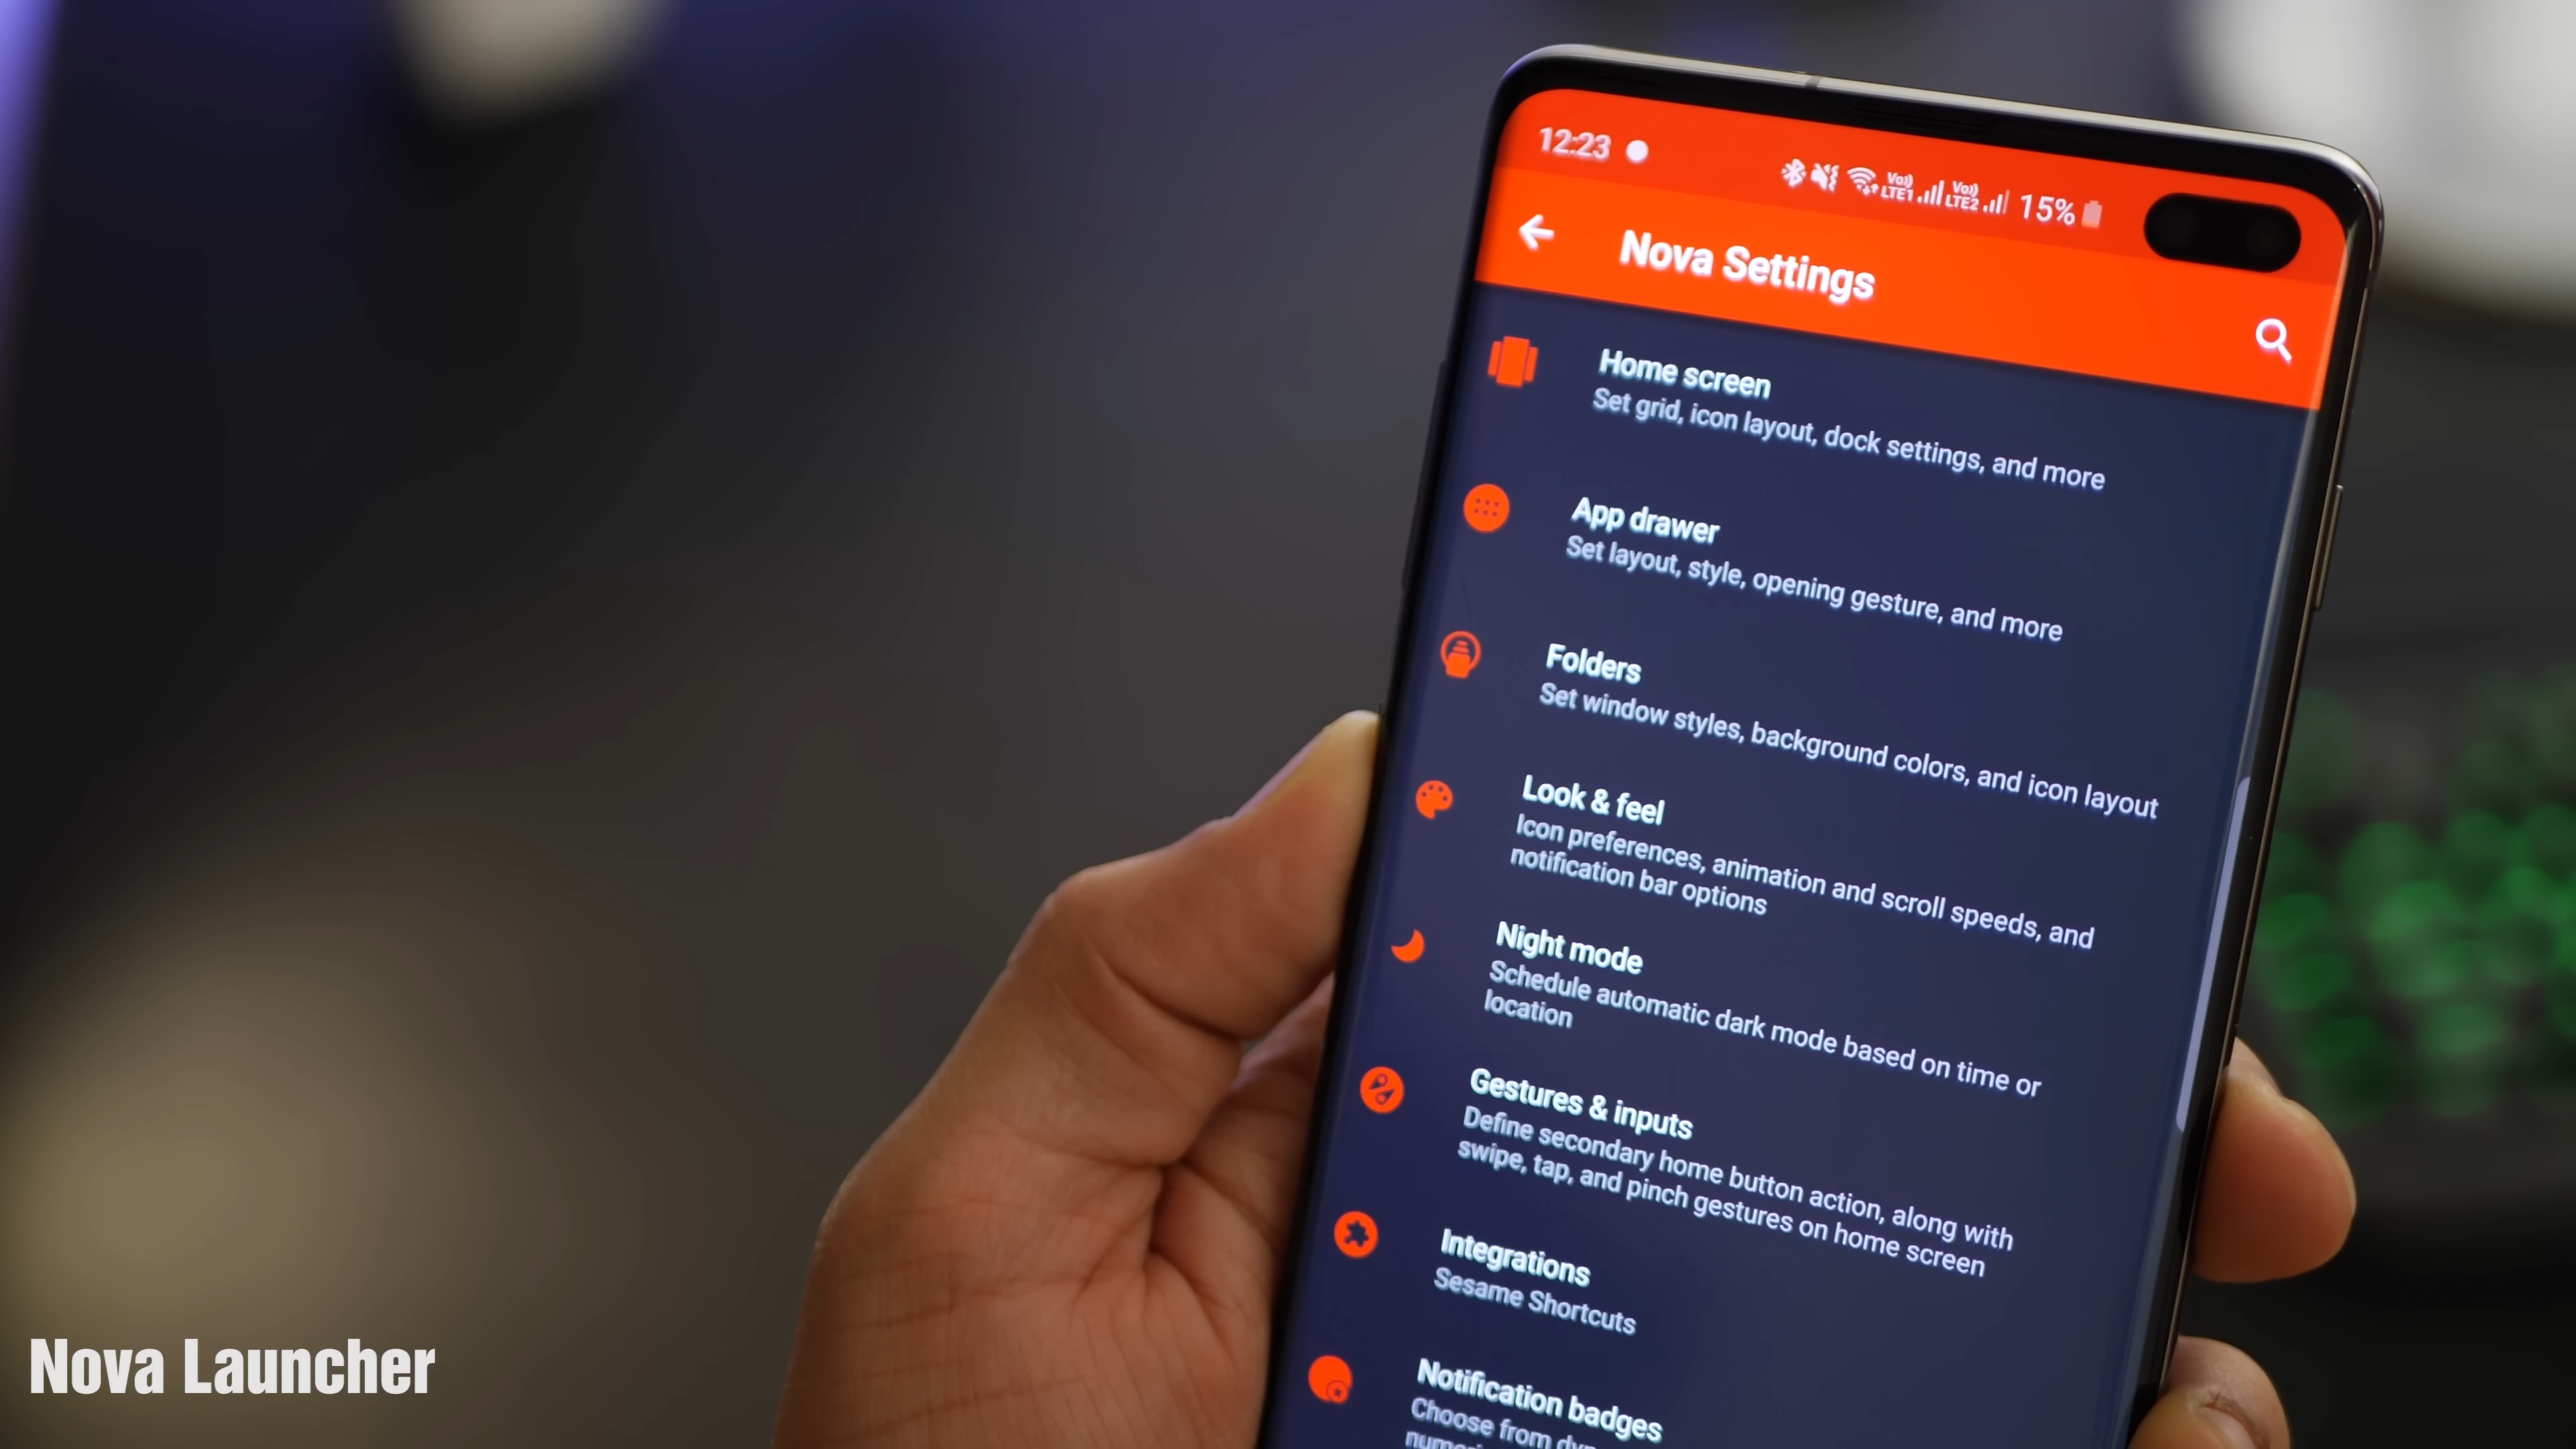 12:23
Vo)) LTE1 Vo)) LTE2 15%
Nova Settings
Home screen
Set grid, icon layout, dock settings, and more
App drawer
Set layout, style, opening gesture, and more
Folders
Set window styles, background colors, and icon layout
Look & feel
Icon preferences, animation and scroll speeds, and
notification bar options
Night mode
Schedule automatic dark mode based on time or
location
Gestures & inputs
Define secondary home button action, along with
swipe, tap, and pinch gestures on home screen
Integrations
Sesame Shortcuts
Notification badges
Choose from
Nova Launcher